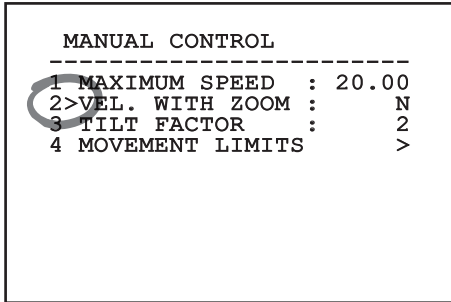 MANUAL CONTROL
--------------------------
1 MAXIMUM SPEED : 20.00
2>VEL. WITH ZOOM : N
3 TILT FACTOR : 2
4 MOVEMENT LIMITS >